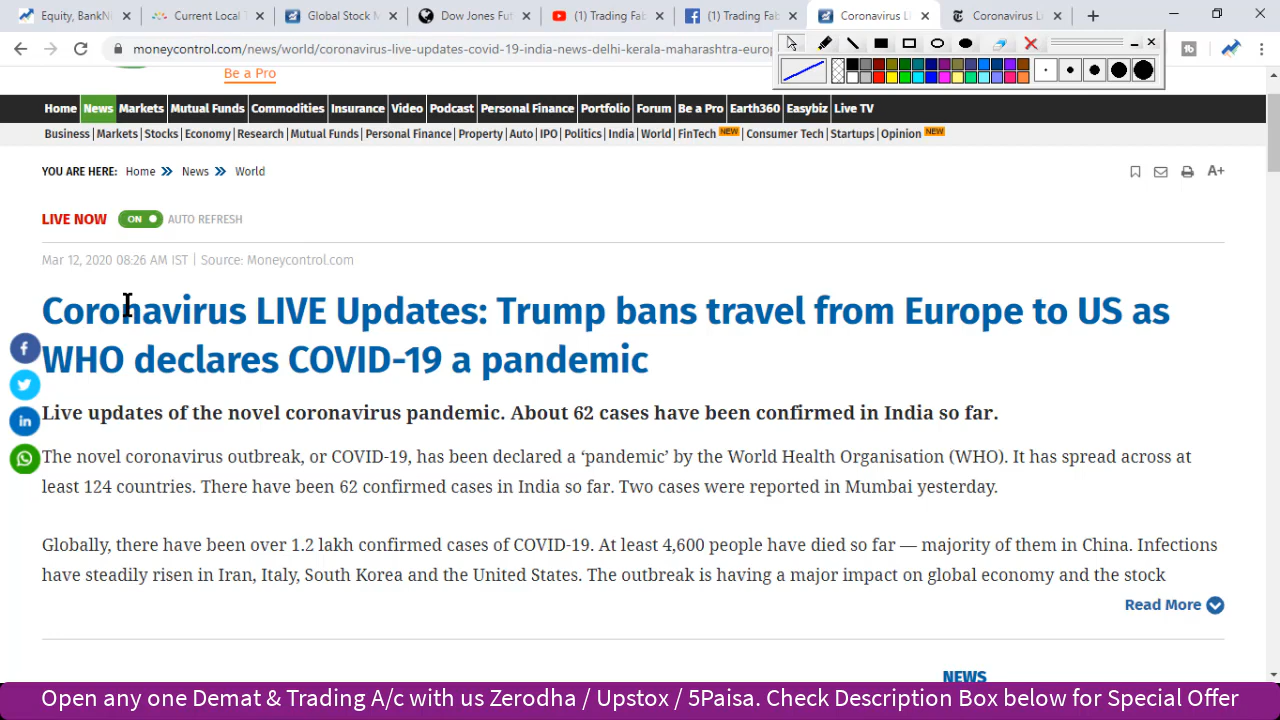 Equity, BankNi
Current Local T
Global Stock M
Dow Jones Fut
(1) Trading Fab
(1) Trading Fab
Coronavirus LI
Coronavirus Liv
moneycontrol.com/news/world/coronavirus-live-updates-covid-19-india-news-delhi-kerala-maharashtra-europ
Be a Pro
Home News Markets Mutual Funds Commodities Insurance Video Podcast Personal Finance Portfolio Forum Be a Pro Earth360 Easybiz Live TV
Business | Markets | Stocks | Economy | Research | Mutual Funds | Personal Finance | Property | Auto | IPO | Politics | India | World | FinTech NEW | Consumer Tech | Startups | Opinion NEW
YOU ARE HERE: Home News World
A+
LIVE NOW ON AUTO REFRESH
Mar 12, 2020 08:26 AM IST | Source: Moneycontrol.com
Coronavirus LIVE Updates: Trump bans travel from Europe to US as
WHO declares COVID-19 a pandemic
Live updates of the novel coronavirus pandemic. About 62 cases have been confirmed in India so far.
The novel coronavirus outbreak, or COVID-19, has been declared a ‘pandemic’ by the World Health Organisation (WHO). It has spread across at
least 124 countries. There have been 62 confirmed cases in India so far. Two cases were reported in Mumbai yesterday.
Globally, there have been over 1.2 lakh confirmed cases of COVID-19. At least 4,600 people have died so far — majority of them in China. Infections
have steadily risen in Iran, Italy, South Korea and the United States. The outbreak is having a major impact on global economy and the stock
Read More
NEWS
Open any one Demat & Trading A/c with us Zerodha / Upstox / 5Paisa. Check Description Box below for Special Offer